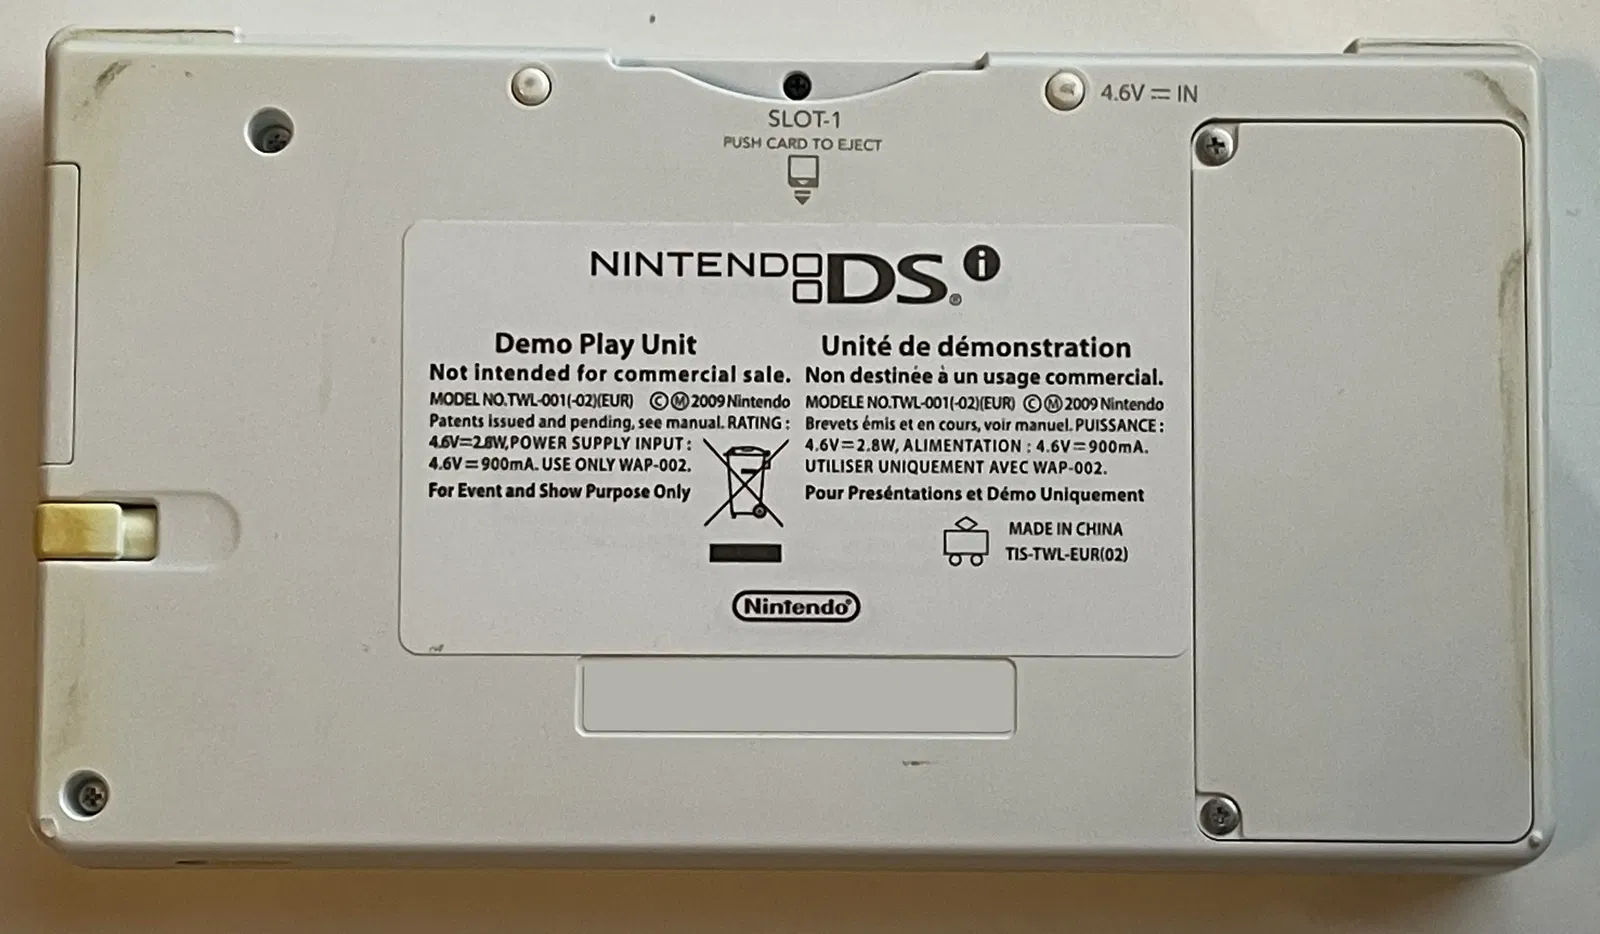 4.6V⎓IN
SLOT-1
PUSH CARD TO EJECT
NINTENDO DSi®
Demo Play Unit
Not intended for commercial sale.
MODEL NO.TWL-001(-02)(EUR) ⒸⓂ2009 Nintendo
Patents issued and pending, see manual. RATING :
4.6V⎓2.8W,POWER SUPPLY INPUT :
4.6V⎓900mA. USE ONLY WAP-002.
For Event and Show Purpose Only
Unité de démonstration
Non destinée à un usage commercial.
MODELE NO.TWL-001(-02)(EUR) ⒸⓂ2009 Nintendo
Brevets émis et en cours, voir manuel. PUISSANCE :
4.6V⎓2.8W, ALIMENTATION : 4.6V⎓900mA.
UTILISER UNIQUEMENT AVEC WAP-002.
Pour Preséntations et Démo Uniquement
MADE IN CHINA
TIS-TWL-EUR(02)
Nintendo®